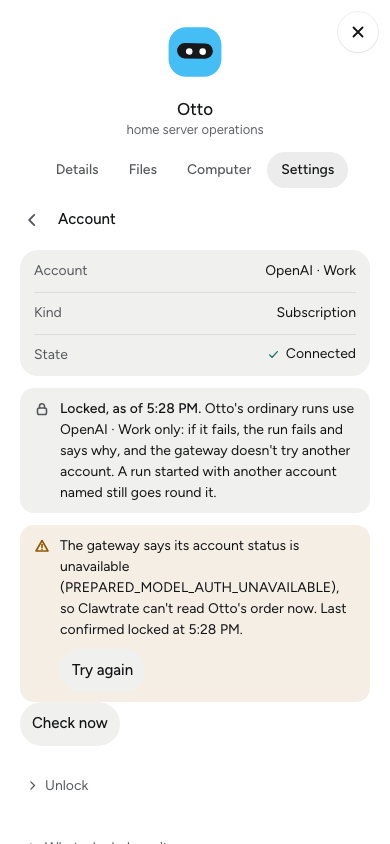 Otto
home server operations
Details Files Computer Settings
Account
Account OpenAI · Work
Kind Subscription
State Connected
Locked, as of 5:28 PM. Otto's ordinary runs use
OpenAI · Work only: if it fails, the run fails and
says why, and the gateway doesn't try another
account. A run started with another account
named still goes round it.
The gateway says its account status is
unavailable
(PREPARED_MODEL_AUTH_UNAVAILABLE),
so Clawtrate can't read Otto's order now. Last
confirmed locked at 5:28 PM.
Try again
Check now
Unlock